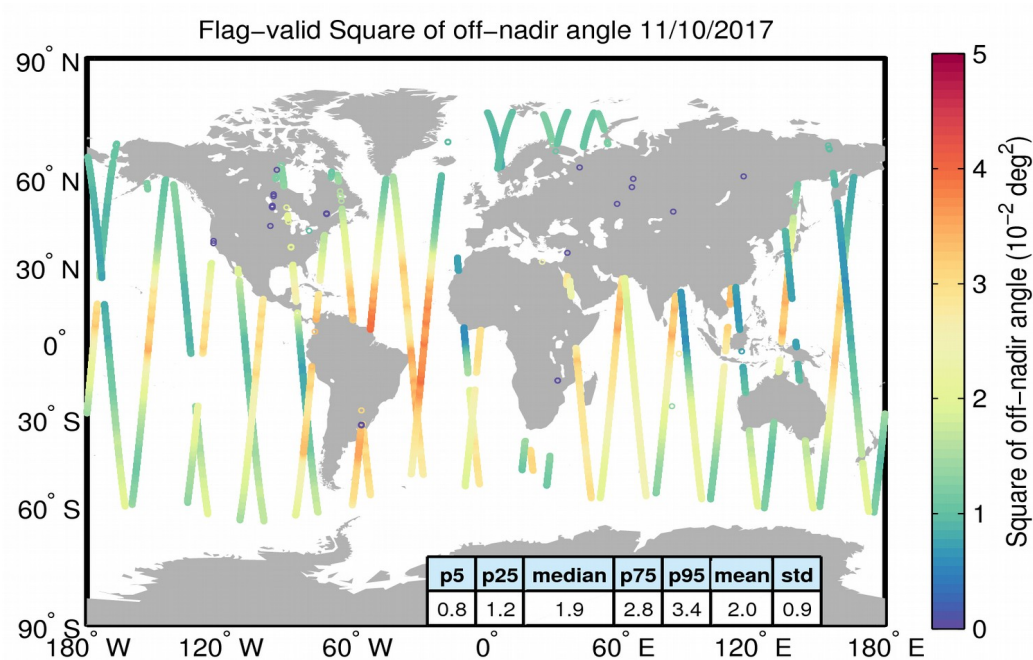 Flag−valid Square of off−nadir angle 11/10/2017
90° N
60° N
30° N
0°
30° S
60° S
90° S
180° W
120° W
60° W
0°
60° E
120° E
180° E
5
4
3
2
1
0
Square of off−nadir angle (10⁻² deg²)
p5 p25 median p75 p95 mean std
0.8 1.2 1.9 2.8 3.4 2.0 0.9